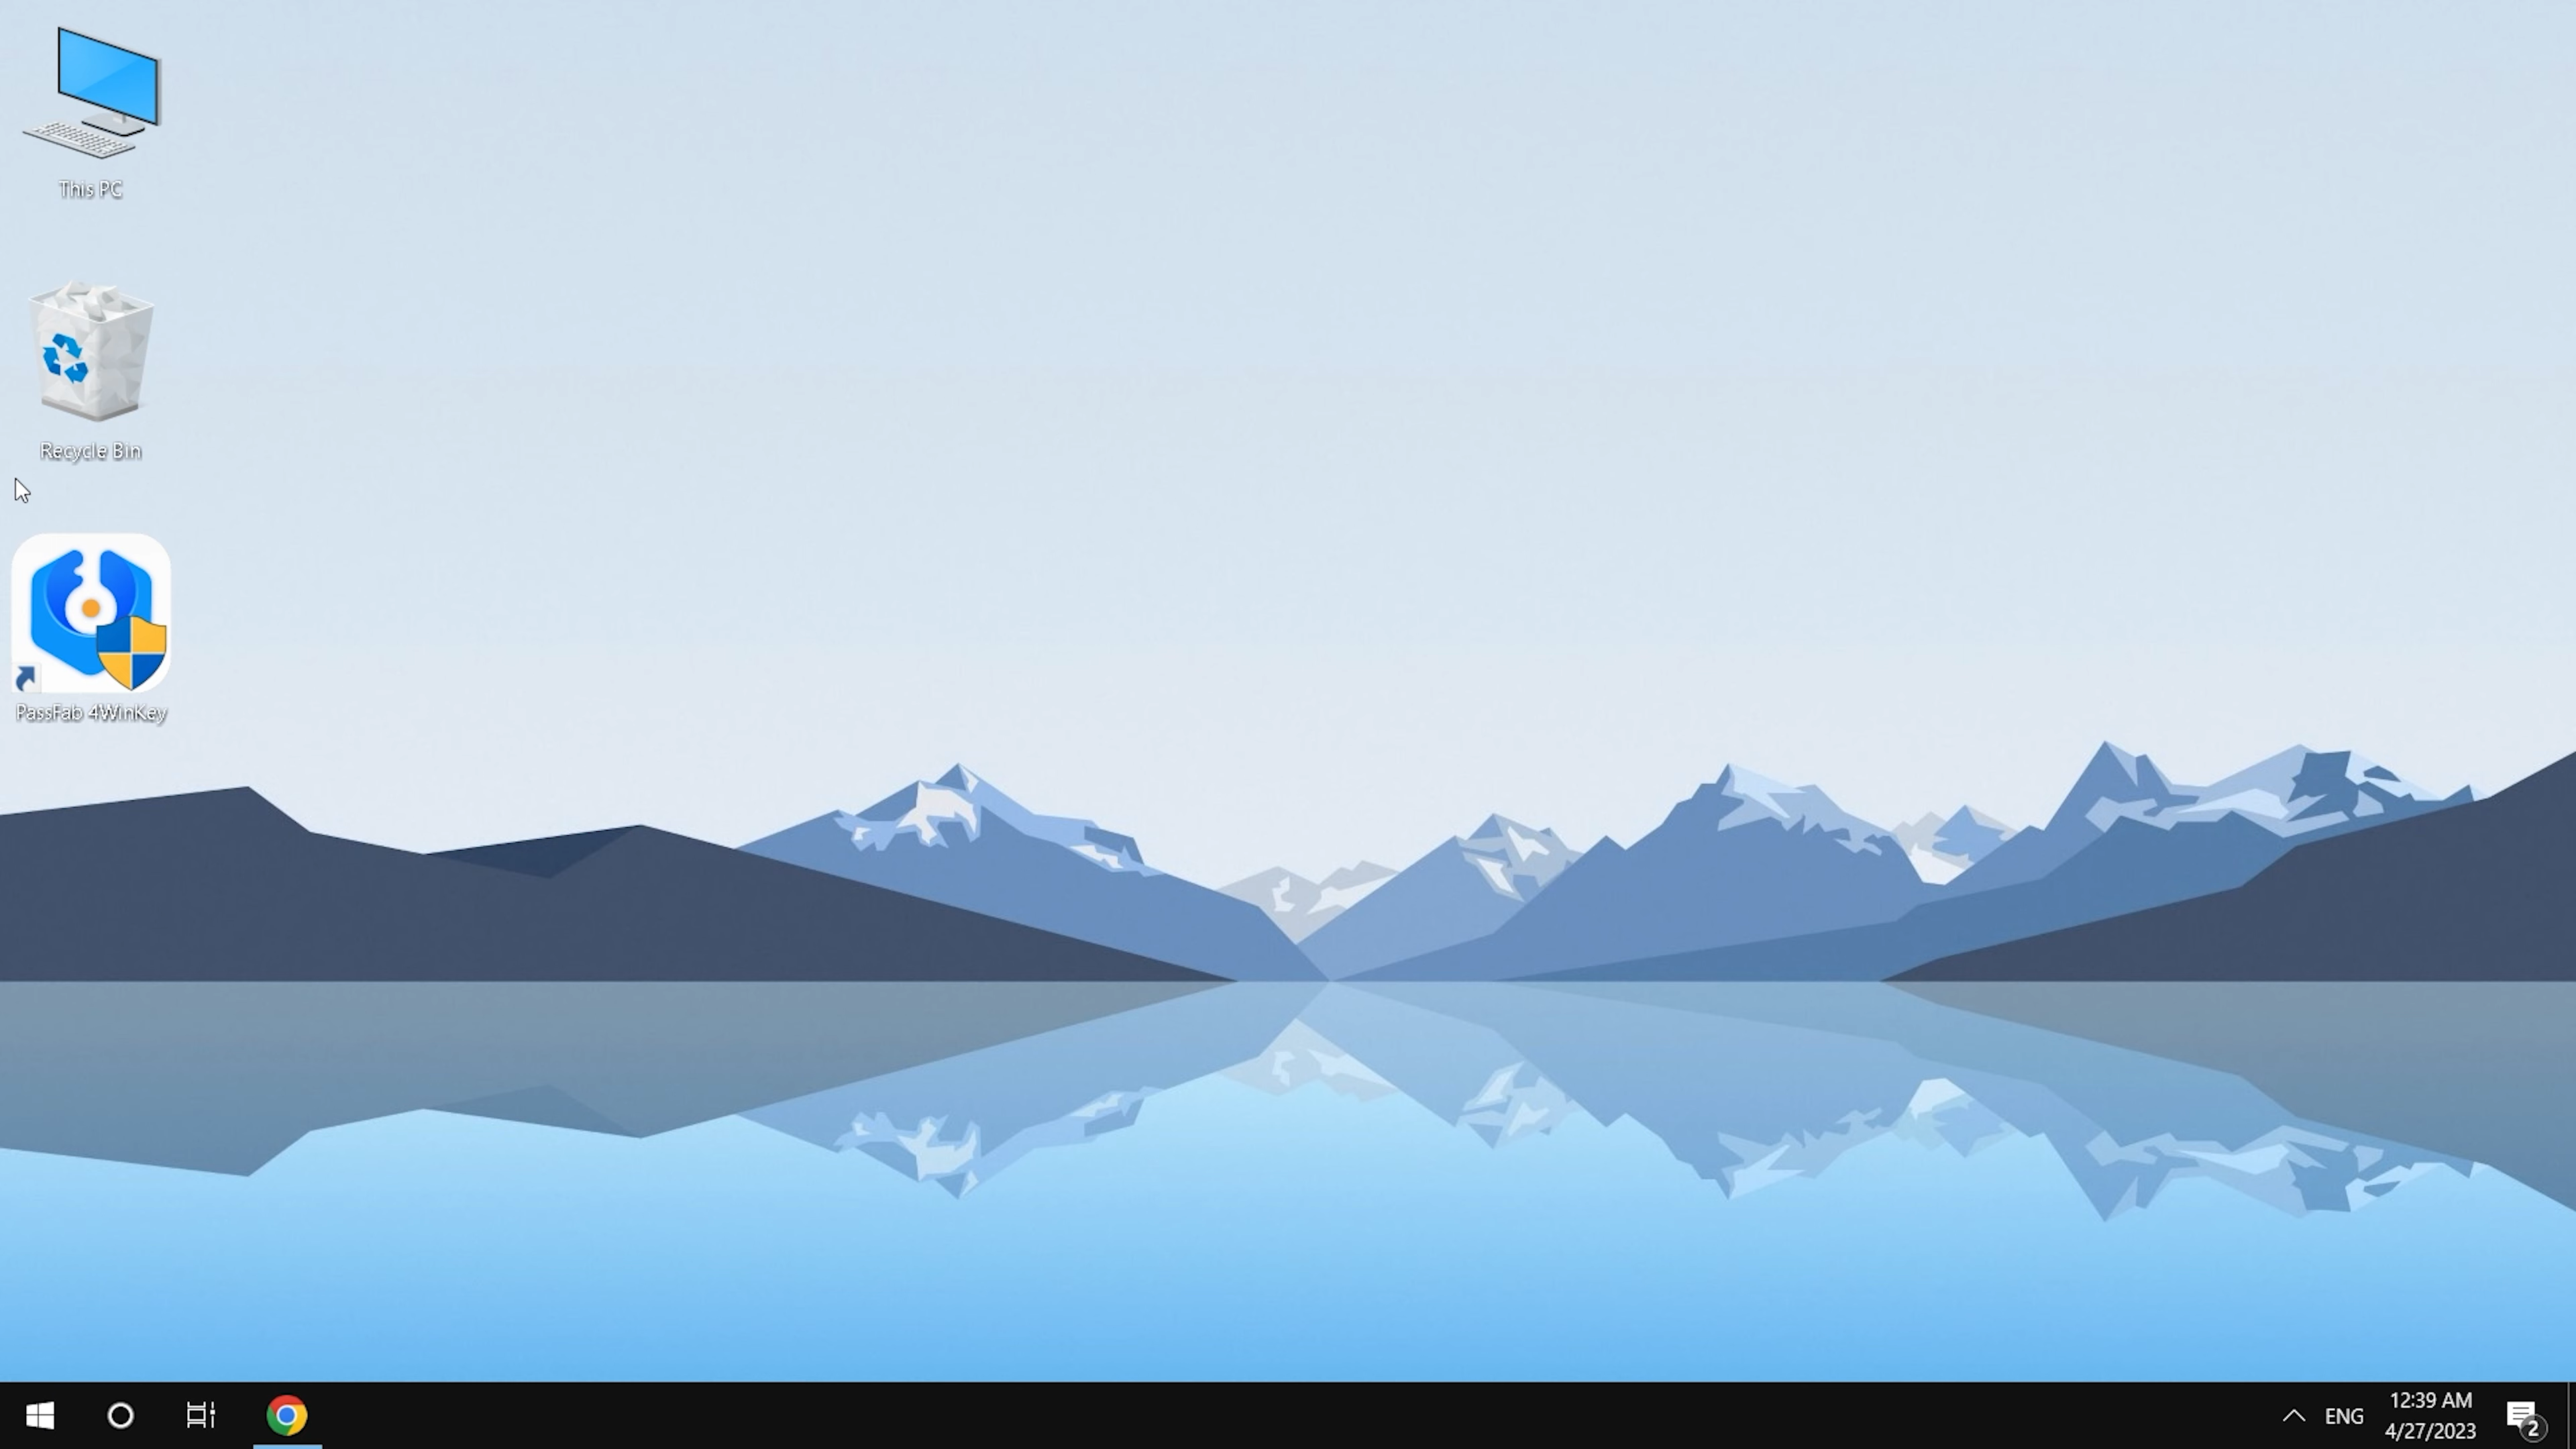 This PC
Recycle Bin
PassFab 4WinKey
ENG
12:39 AM
4/27/2023
2